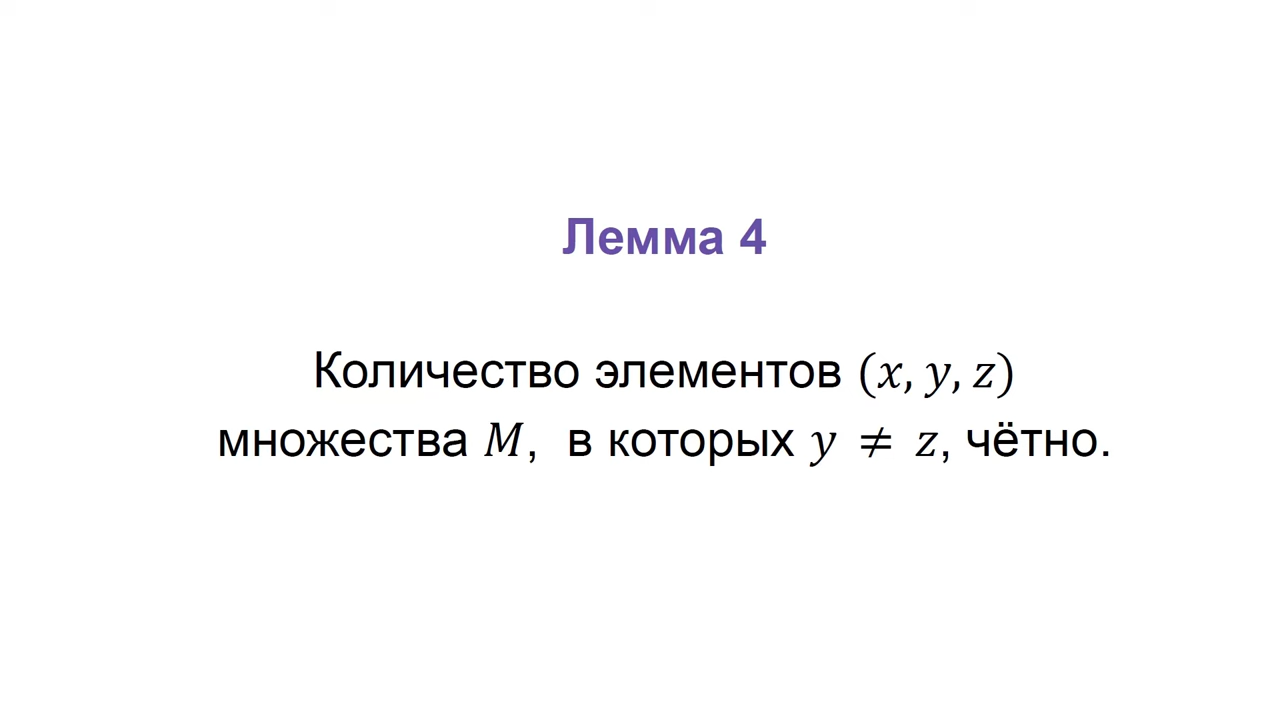 Лемма 4
Количество элементов (x, y, z)
множества M, в которых y ≠ z, чётно.